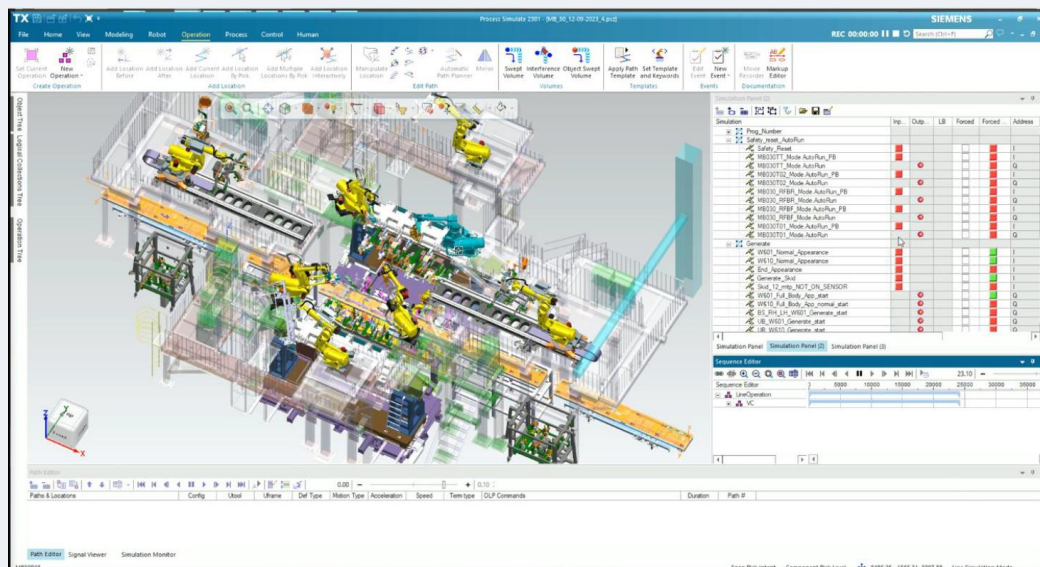 TX Process Simulate 2301 - [MB_30_12-09-2023_4.psz] SIEMENS
File Home View Modeling Robot Operation Process Control Human REC 00:00:00 Search (Ctrl+F)
Set Current Operation New Operation Add Location Before Add Location After Add Current Location Add Location By Pick Add Multiple Locations By Pick Add Location Interactively Manipulate Location Automatic Path Planner Mirror Swept Volume Interference Volume Object Swept Volume Apply Path Template Set Template and Keywords Edit Event New Event Movie Recorder Markup Editor
Create Operation Add Location Edit Path Volumes Templates Events Documentation
Object Tree
Logical Collections Tree
Operation Tree
Simulation Panel (2)
Simulation Inp... Outp... LB Forced Forced ... Address
Prog_Number
Safety_reset_AutoRun
Safety_Reset I
MB030TT_Mode.AutoRun_PB I
MB030TT_Mode.AutoRun Q
MB030T02_Mode.AutoRun_PB I
MB030T02_Mode.AutoRun Q
MB030_RFBR_Mode.AutoRun_PB I
MB030_RFBR_Mode.AutoRun Q
MB030_RFBF_Mode.AutoRun_PB I
MB030_RFBF_Mode.AutoRun Q
MB030T01_Mode.AutoRun_PB I
MB030T01_Mode.AutoRun Q
Generate
W601_Normal_Appearance I
W610_Normal_Appearance I
End_Appearance I
Generate_Skid I
Skid_12_mtp_NOT_ON_SENSOR I
W601_Full_Body_App_start Q
W610_Full_Body_App_normal_start Q
BS_RH_LH_W601_Generate_start Q
UB_W601_Generate_start Q
UB_W610_Generate_start Q
Simulation Panel Simulation Panel (2) Simulation Panel (3)
Sequence Editor
23.10
Sequence Editor 5000 10000 15000 20000 25000 30000 35000
LineOperation
VC
Z
X
Path Editor
0.00 0.10
Paths & Locations Config Utool Uframe Def Type Motion Type Acceleration Speed Term type OLP Commands Duration Path #
Path Editor Signal Viewer Simulation Monitor